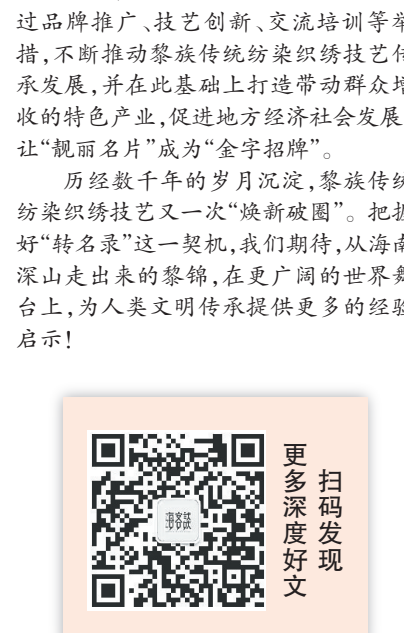 过品牌推广、技艺创新、交流培训等举
措,不断推动黎族传统纺染织绣技艺传
承发展,并在此基础上打造带动群众增
收的特色产业,促进地方经济社会发展,
让“靓丽名片”成为“金字招牌”。
历经数千年的岁月沉淀,黎族传统
纺染织绣技艺又一次“焕新破圈”。把握
好“转名录”这一契机,我们期待,从海南
深山走出来的黎锦,在更广阔的世界舞
台上,为人类文明传承提供更多的经验
启示!
扫码发现
更多深度好文